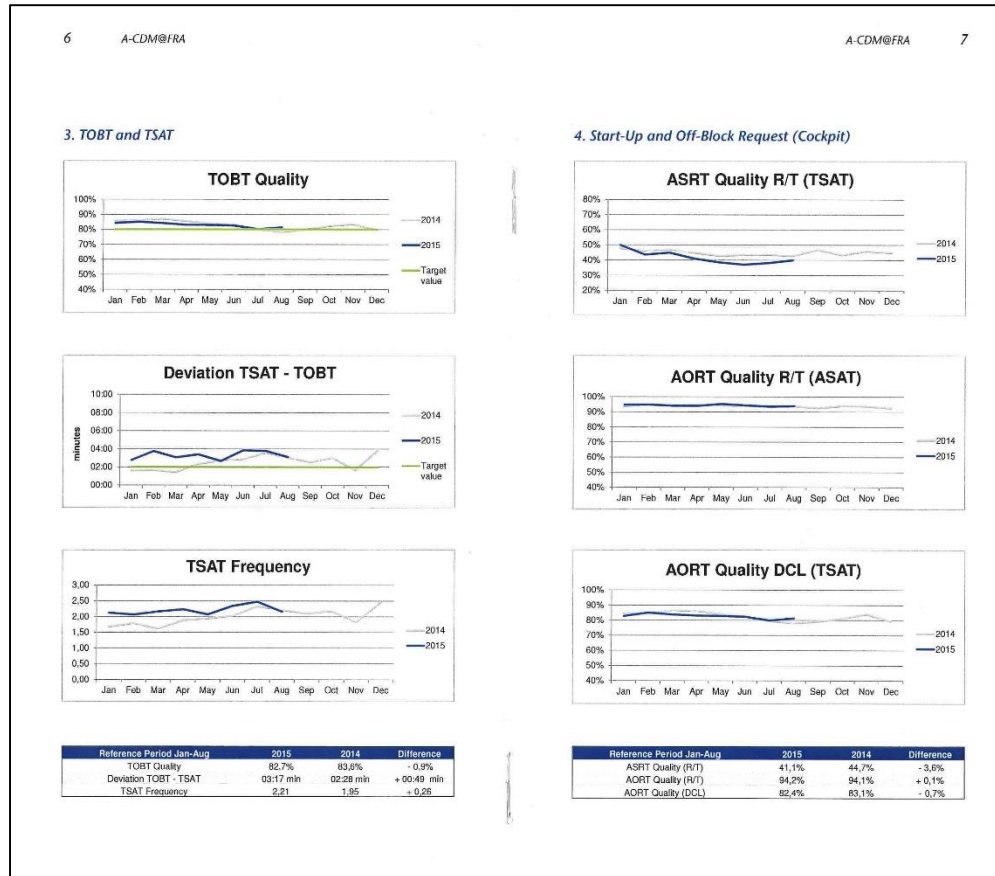 6 A-CDM@FRA
3. TOBT and TSAT
TOBT Quality
100%
90%
80%
70%
60%
50%
40%
Jan Feb Mar Apr May Jun Jul Aug Sep Oct Nov Dec
2014
2015
Target
value
Deviation TSAT - TOBT
minutes
10:00
08:00
06:00
04:00
02:00
00:00
Jan Feb Mar Apr May Jun Jul Aug Sep Oct Nov Dec
2014
2015
Target
value
TSAT Frequency
3,00
2,50
2,00
1,50
1,00
0,50
0,00
Jan Feb Mar Apr May Jun Jul Aug Sep Oct Nov Dec
2014
2015
Reference Period Jan-Aug 2015 2014 Difference
TOBT Quality 82.7% 83,6% - 0,9%
Deviation TOBT - TSAT 03:17 min 02:28 min + 00:49 min
TSAT Frequency 2,21 1,95 + 0,26
A-CDM@FRA 7
4. Start-Up and Off-Block Request (Cockpit)
ASRT Quality R/T (TSAT)
80%
70%
60%
50%
40%
30%
20%
Jan Feb Mar Apr May Jun Jul Aug Sep Oct Nov Dec
2014
2015
AORT Quality R/T (ASAT)
100%
90%
80%
70%
60%
50%
40%
Jan Feb Mar Apr May Jun Jul Aug Sep Oct Nov Dec
2014
2015
AORT Quality DCL (TSAT)
100%
90%
80%
70%
60%
50%
40%
Jan Feb Mar Apr May Jun Jul Aug Sep Oct Nov Dec
2014
2015
Reference Period Jan-Aug 2015 2014 Difference
ASRT Quality (R/T) 41,1% 44,7% - 3,6%
AORT Quality (R/T) 94,2% 94,1% + 0,1%
AORT Quality (DCL) 82,4% 83,1% - 0,7%